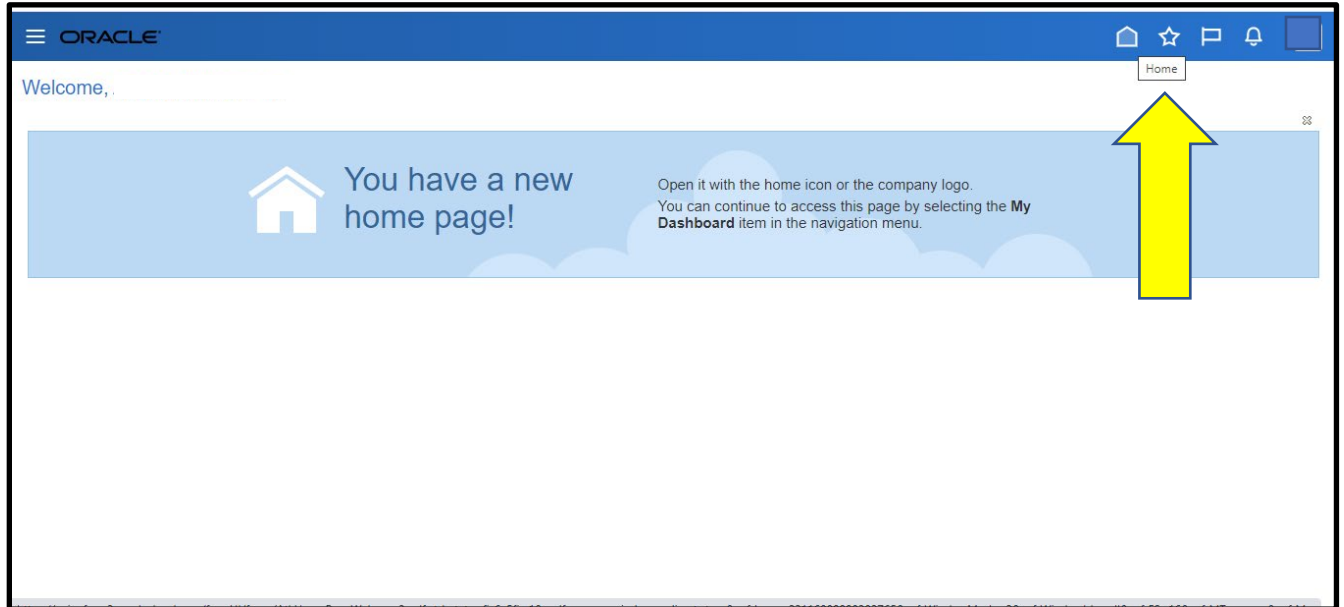 ORACLE
Home
Welcome,
You have a new
home page!
Open it with the home icon or the company logo.
You can continue to access this page by selecting the My
Dashboard item in the navigation menu.